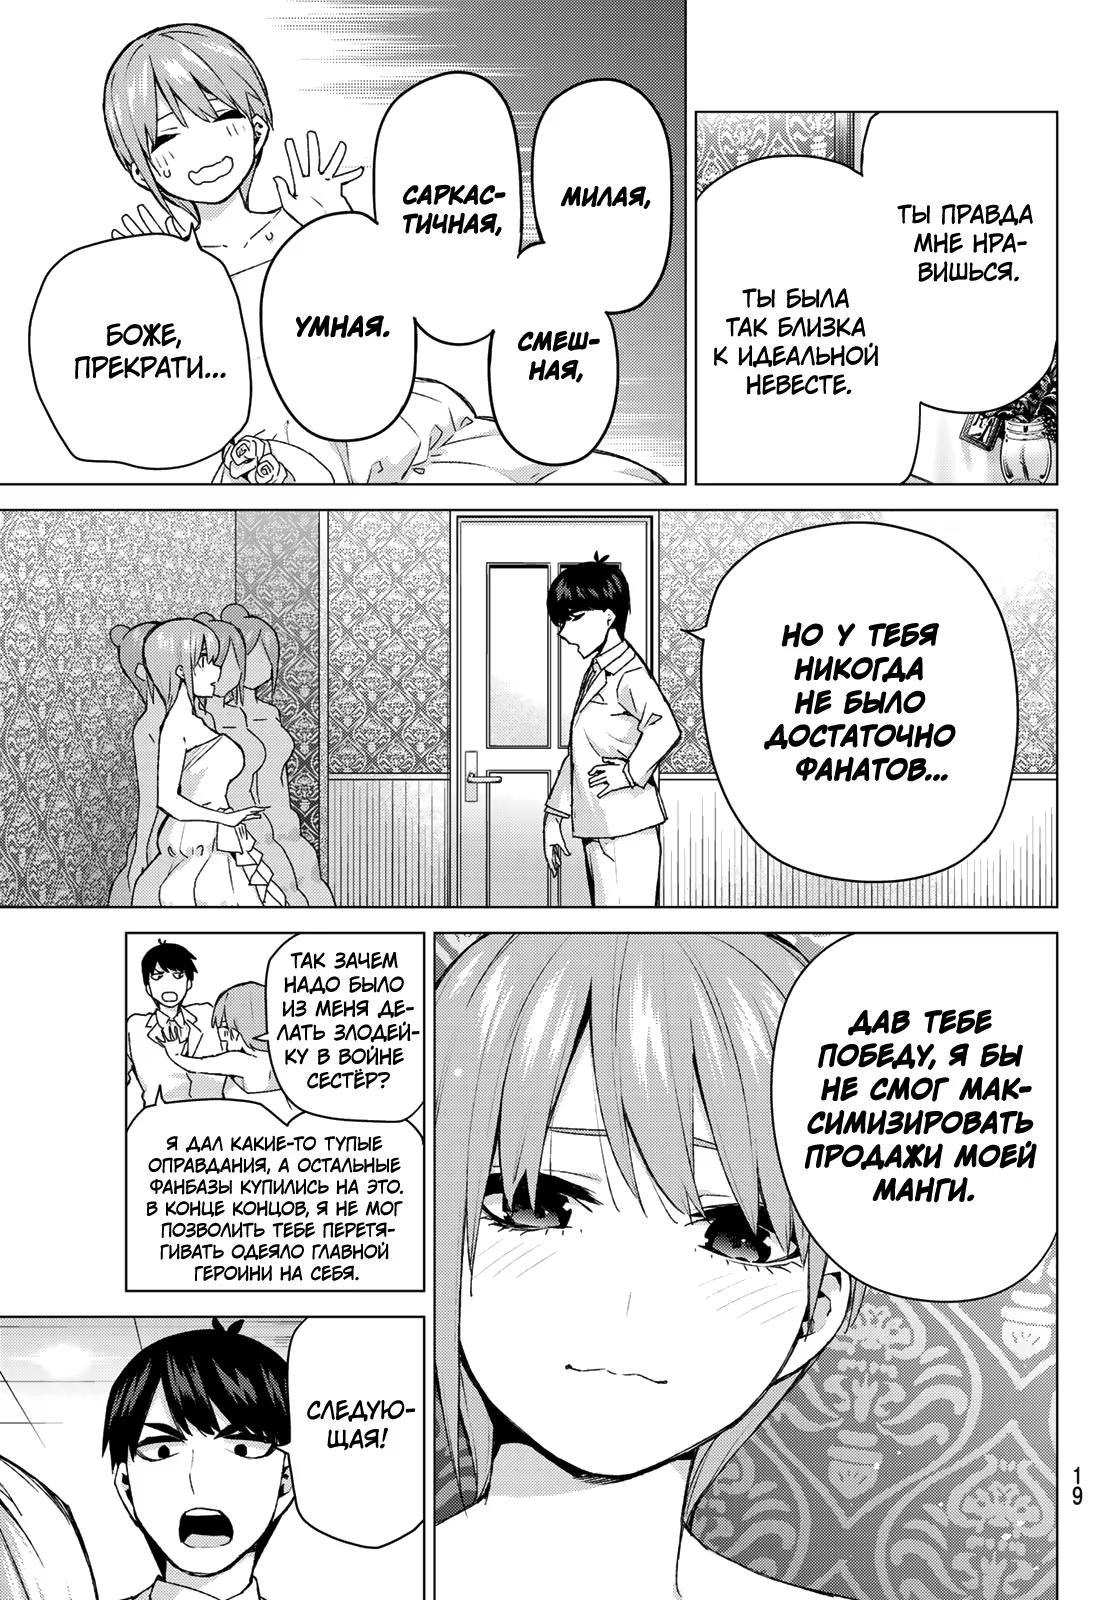 ТЫ ПРАВДА
МНЕ НРА-
ВИШЬСЯ.
ТЫ БЫЛА
ТАК БЛИЗКА
К ИДЕАЛЬНОЙ
НЕВЕСТЕ.
МИЛАЯ,
СМЕШ-
НАЯ,
САРКАС-
ТИЧНАЯ,
УМНАЯ.
БОЖЕ,
ПРЕКРАТИ...
НО У ТЕБЯ
НИКОГДА
НЕ БЫЛО
ДОСТАТОЧНО
ФАНАТОВ...
ДАВ ТЕБЕ
ПОБЕДУ, Я БЫ
НЕ СМОГ МАК-
СИМИЗИРОВАТЬ
ПРОДАЖИ МОЕЙ
МАНГИ.
ТАК ЗАЧЕМ
НАДО БЫЛО
ИЗ МЕНЯ ДЕ-
ЛАТЬ ЗЛОДЕЙ-
КУ В ВОЙНЕ
СЕСТЁР?
Я ДАЛ КАКИЕ-ТО ТУПЫЕ
ОПРАВДАНИЯ, А ОСТАЛЬНЫЕ
ФАНБАЗЫ КУПИЛИСЬ НА ЭТО.
В КОНЦЕ КОНЦОВ, Я НЕ МОГ
ПОЗВОЛИТЬ ТЕБЕ ПЕРЕТЯ-
ГИВАТЬ ОДЕЯЛО ГЛАВНОЙ
ГЕРОИНИ НА СЕБЯ.
СЛЕДУЮ-
ЩАЯ!
19